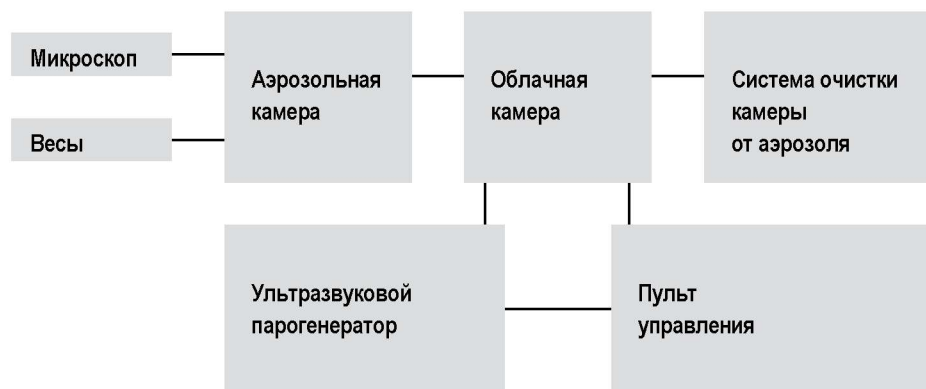 Микроскоп
Весы
Аэрозольная
камера
Облачная
камера
Система очистки
камеры
от аэрозоля
Ультразвуковой
парогенератор
Пульт
управления